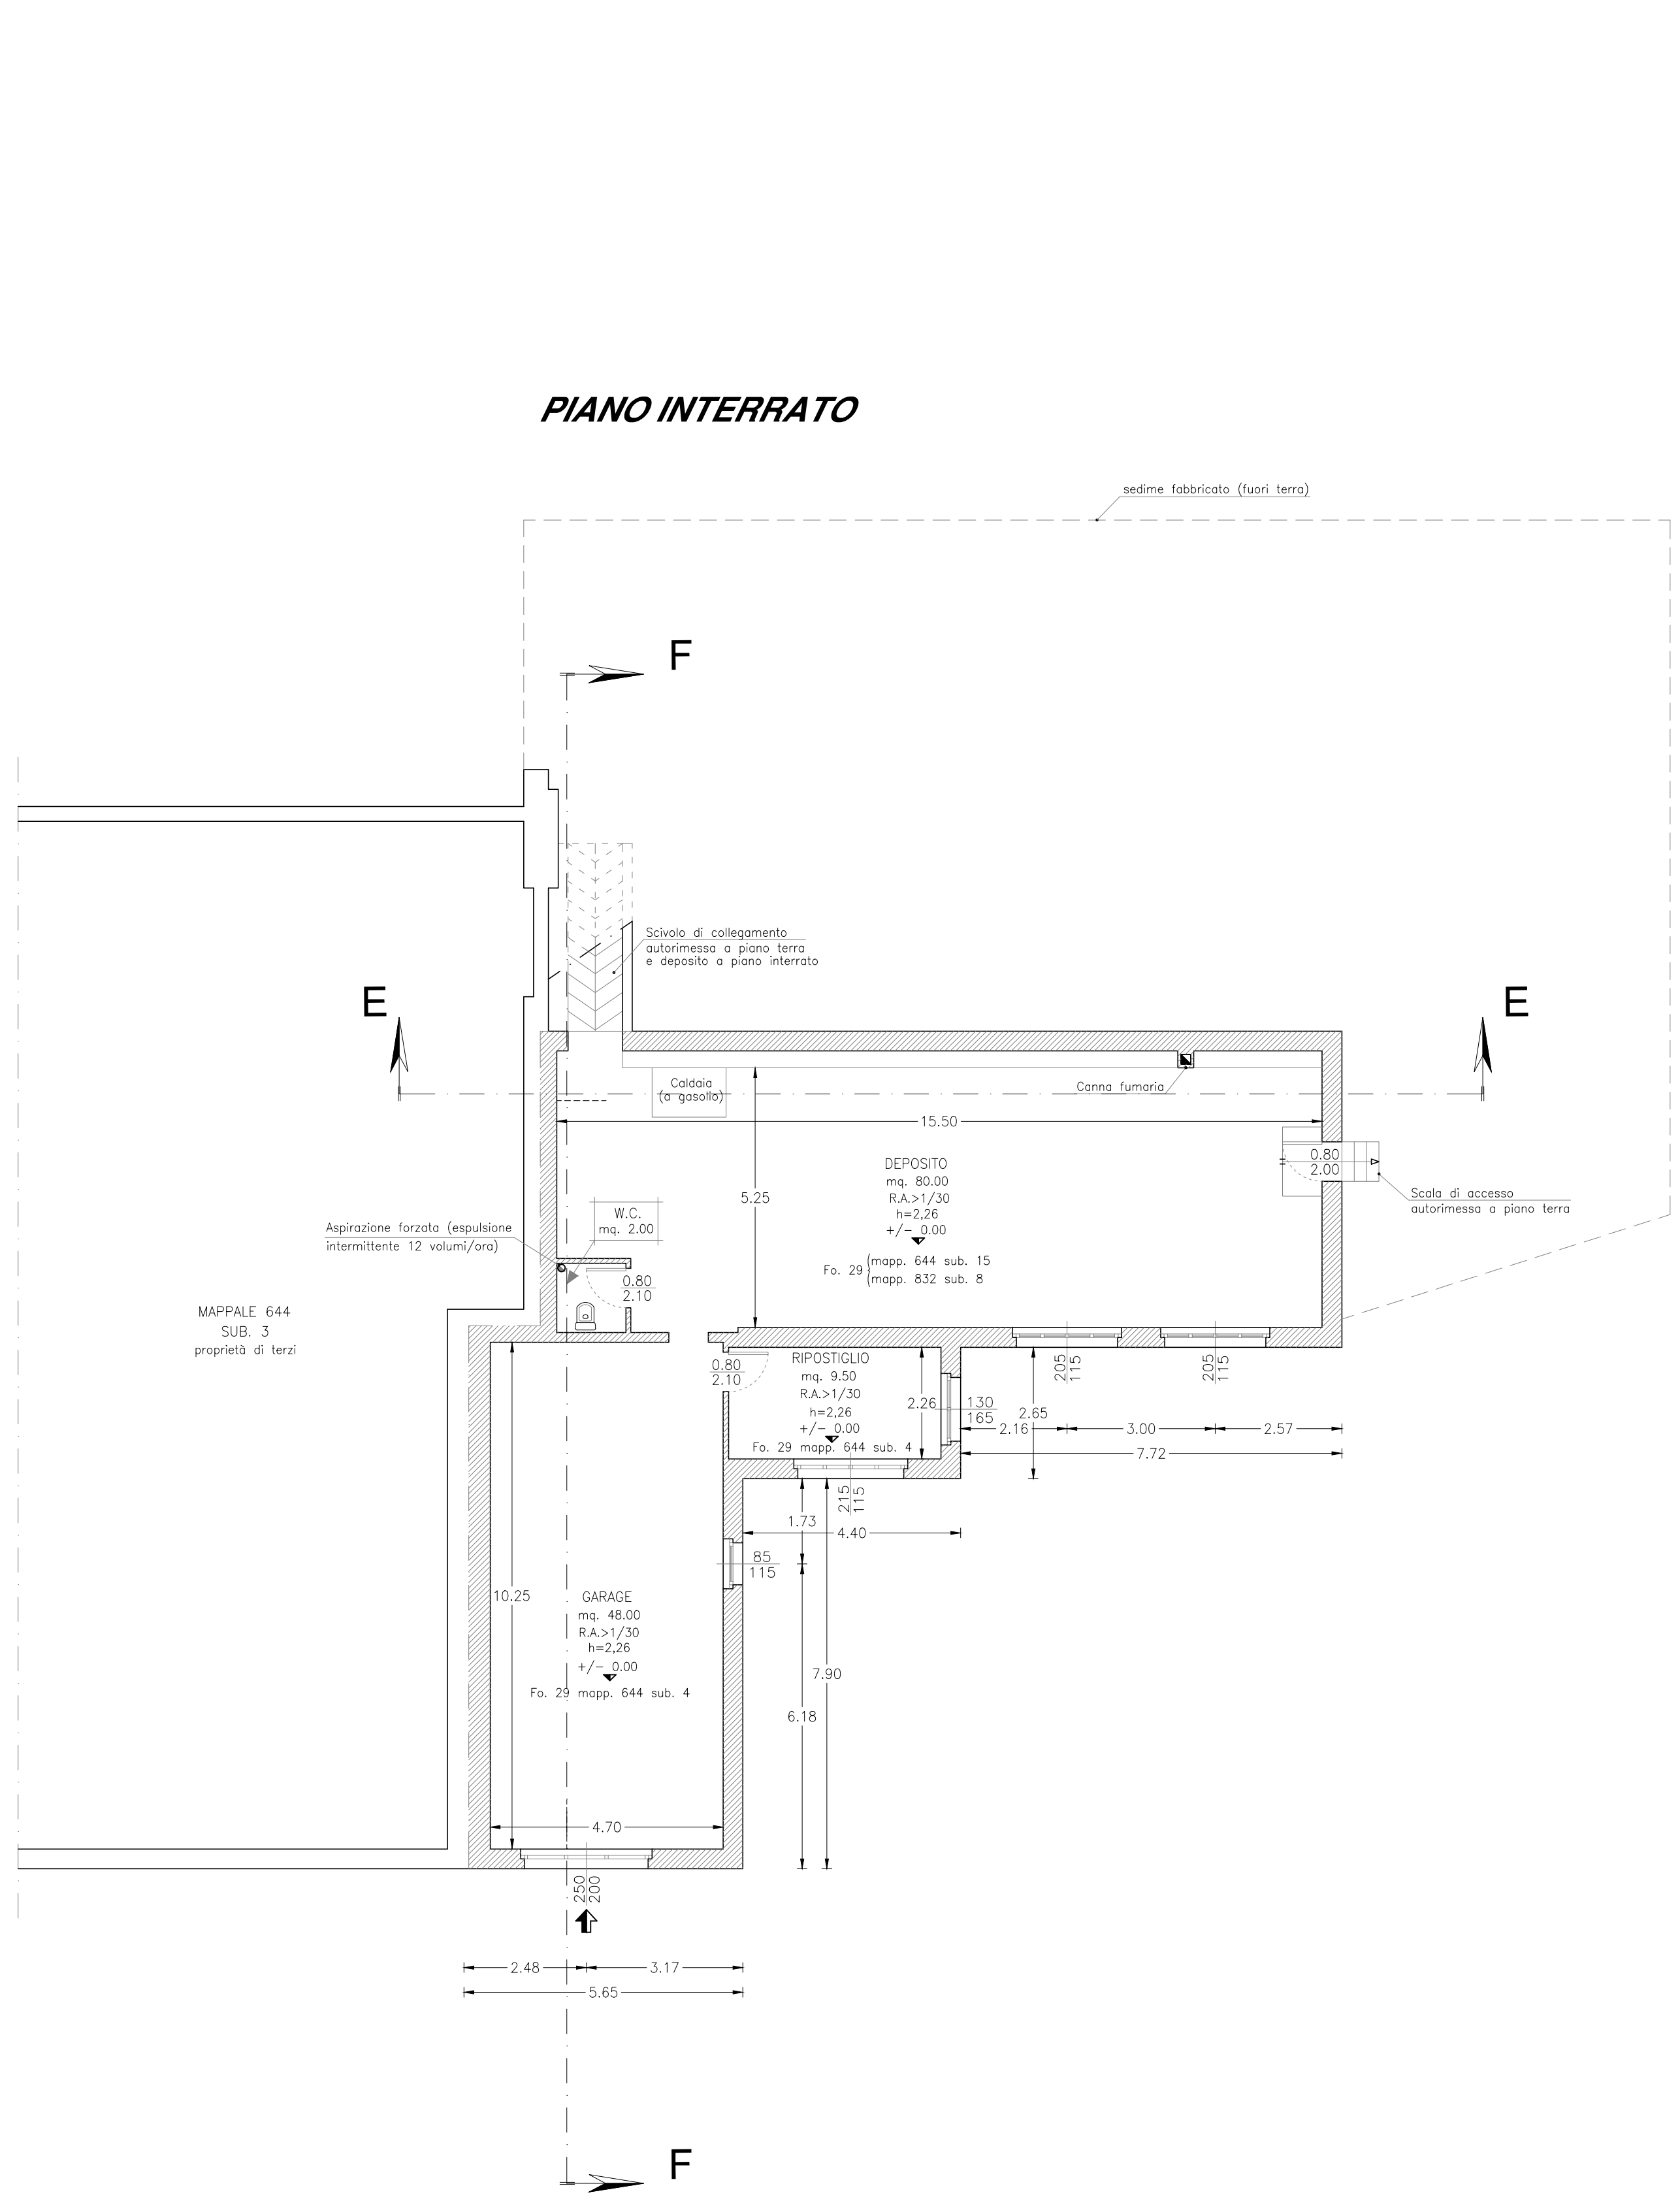 PIANO INTERRATO
sedime fabbricato (fuori terra)
F
Scivolo di collegamento
autorimessa a piano terra
e deposito a piano interrato
E
E
Caldaia
(a gasolio)
Canna fumaria
15.50
0.80
2.00
DEPOSITO
mq. 80.00
R.A.>1/30
h=2,26
+/- 0.00
5.25
Scala di accesso
autorimessa a piano terra
W.C.
mq. 2.00
Aspirazione forzata (espulsione
intermittente 12 volumi/ora)
Fo. 29
mapp. 644 sub. 15
mapp. 832 sub. 8
0.80
2.10
MAPPALE 644
SUB. 3
proprietà di terzi
0.80
2.10
RIPOSTIGLIO
mq. 9.50
R.A.>1/30
h=2,26
+/- 0.00
Fo. 29 mapp. 644 sub. 4
2.26
130
165
2.65
205
115
205
115
2.16
3.00
2.57
7.72
215
115
1.73
4.40
85
115
10.25
GARAGE
mq. 48.00
R.A.>1/30
h=2,26
+/- 0.00
Fo. 29 mapp. 644 sub. 4
7.90
6.18
4.70
250
200
2.48
3.17
5.65
F